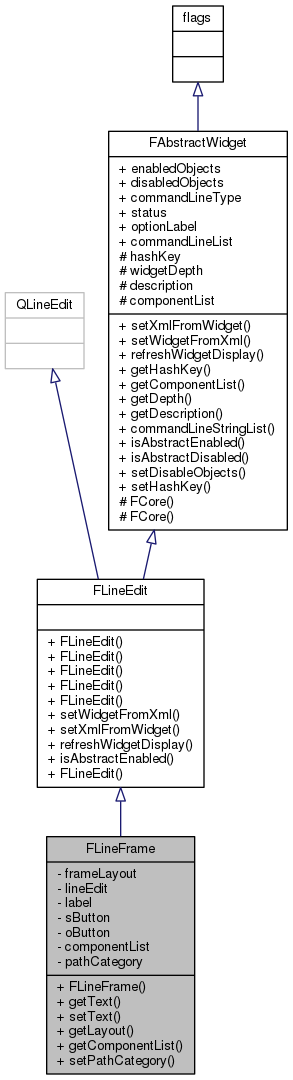 flags
FAbstractWidget
+ enabledObjects
+ disabledObjects
+ commandLineType
+ status
+ optionLabel
+ commandLineList
# hashKey
# widgetDepth
# description
# componentList
+ setXmlFromWidget()
+ setWidgetFromXml()
+ refreshWidgetDisplay()
+ getHashKey()
+ getComponentList()
+ getDepth()
+ getDescription()
+ commandLineStringList()
+ isAbstractEnabled()
+ isAbstractDisabled()
+ setDisableObjects()
+ setHashKey()
# FCore()
# FCore()
QLineEdit
FLineEdit
+ FLineEdit()
+ FLineEdit()
+ FLineEdit()
+ FLineEdit()
+ FLineEdit()
+ setWidgetFromXml()
+ setXmlFromWidget()
+ refreshWidgetDisplay()
+ isAbstractEnabled()
+ FLineEdit()
FLineFrame
- frameLayout
- lineEdit
- label
- sButton
- oButton
- componentList
- pathCategory
+ FLineFrame()
+ getText()
+ setText()
+ getLayout()
+ getComponentList()
+ setPathCategory()